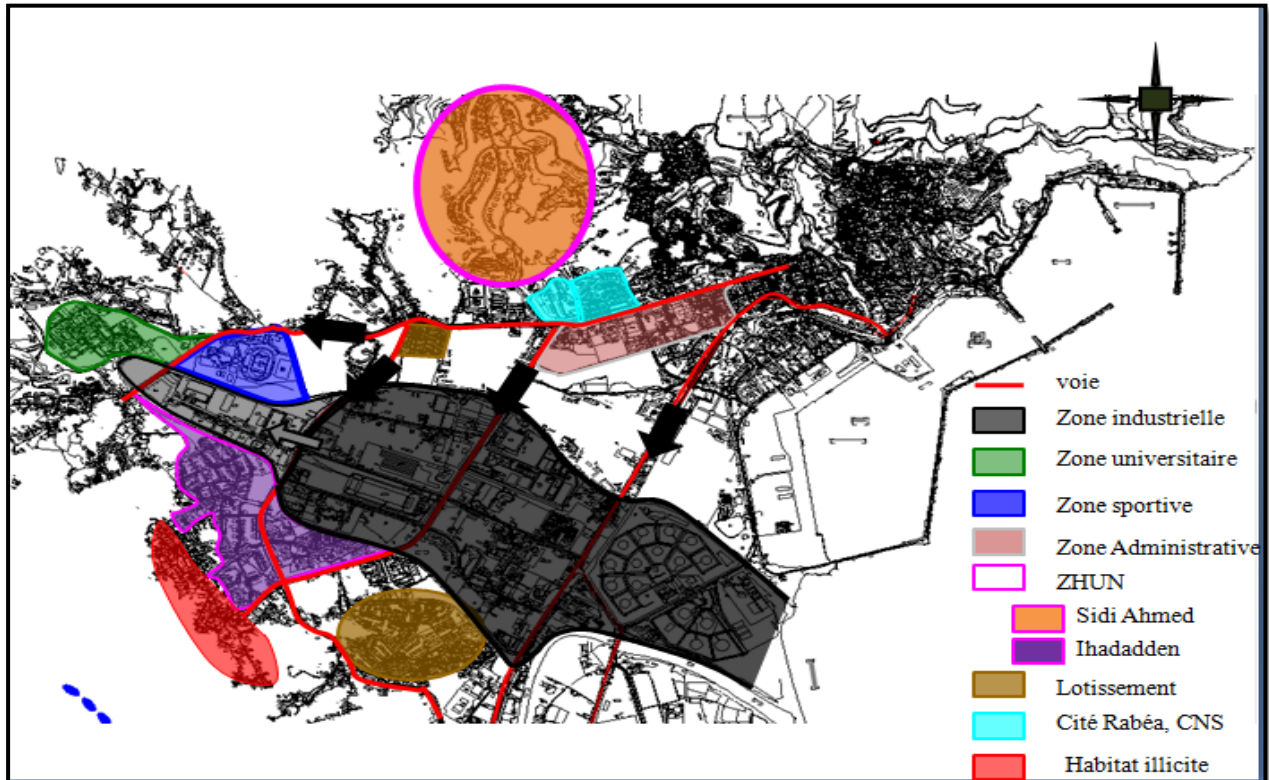 voie
Zone industrielle
Zone universitaire
Zone sportive
Zone Administrative
ZHUN
Sidi Ahmed
Ihadadden
Lotissement
Cité Rabéa, CNS
Habitat illicite